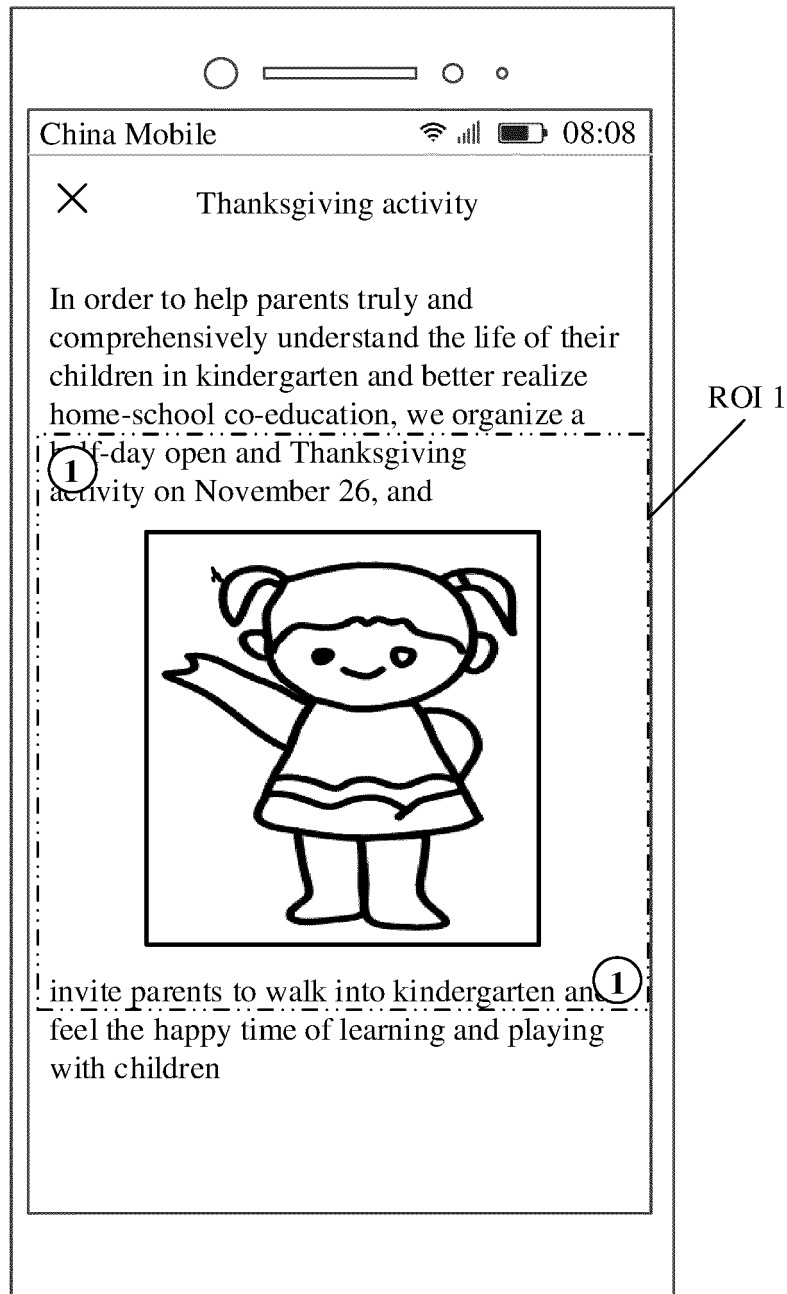 China Mobile 08:08
Thanksgiving activity
In order to help parents truly and
comprehensively understand the life of their
children in kindergarten and better realize
home-school co-education, we organize a
ROI 1
-day open and Thanksgiving
1
activity on November 26, and
invite parents to walk into kindergarten and
1
feel the happy time of learning and playing
with children